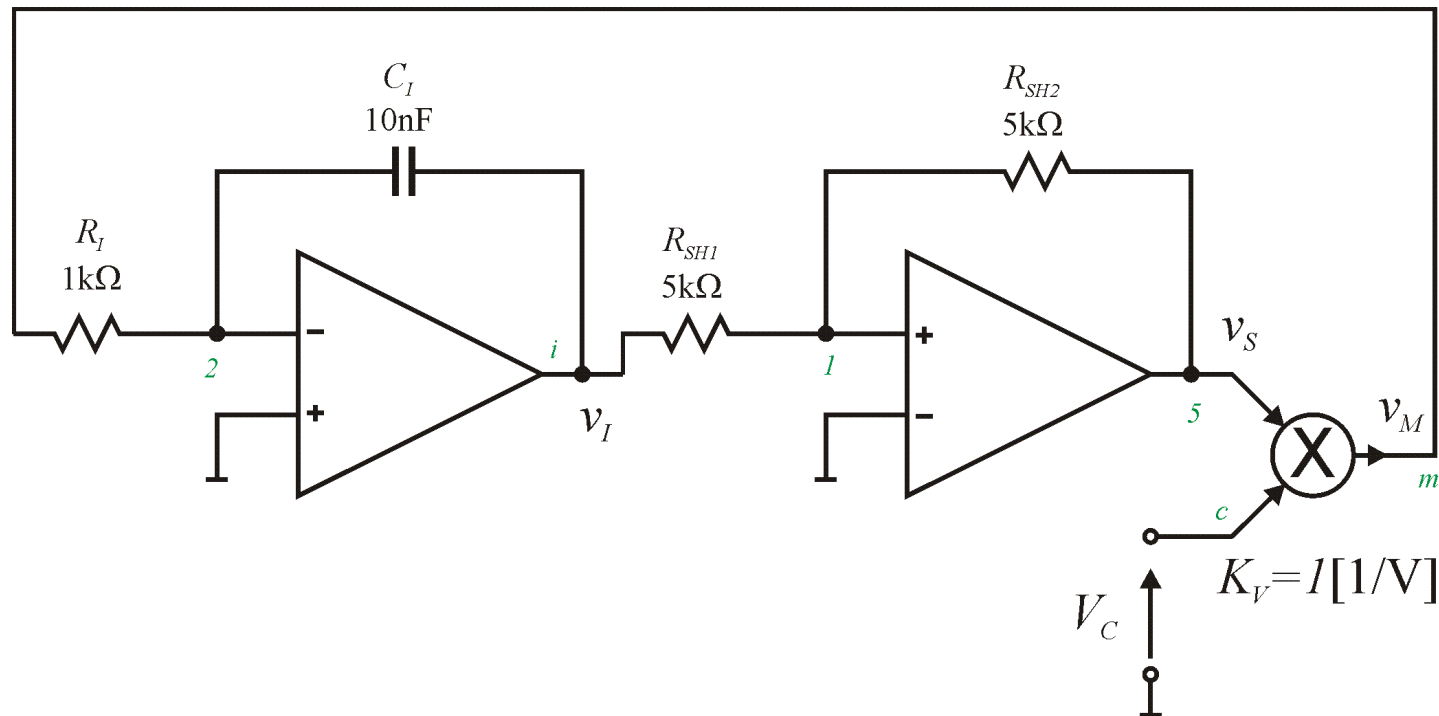 C_I
10nF
R_SH2
5kΩ
R_I
1kΩ
R_SH1
5kΩ
2
-
+
i
v_I
1
+
-
v_S
5
X
v_M
m
c
V_C
K_V=1[1/V]